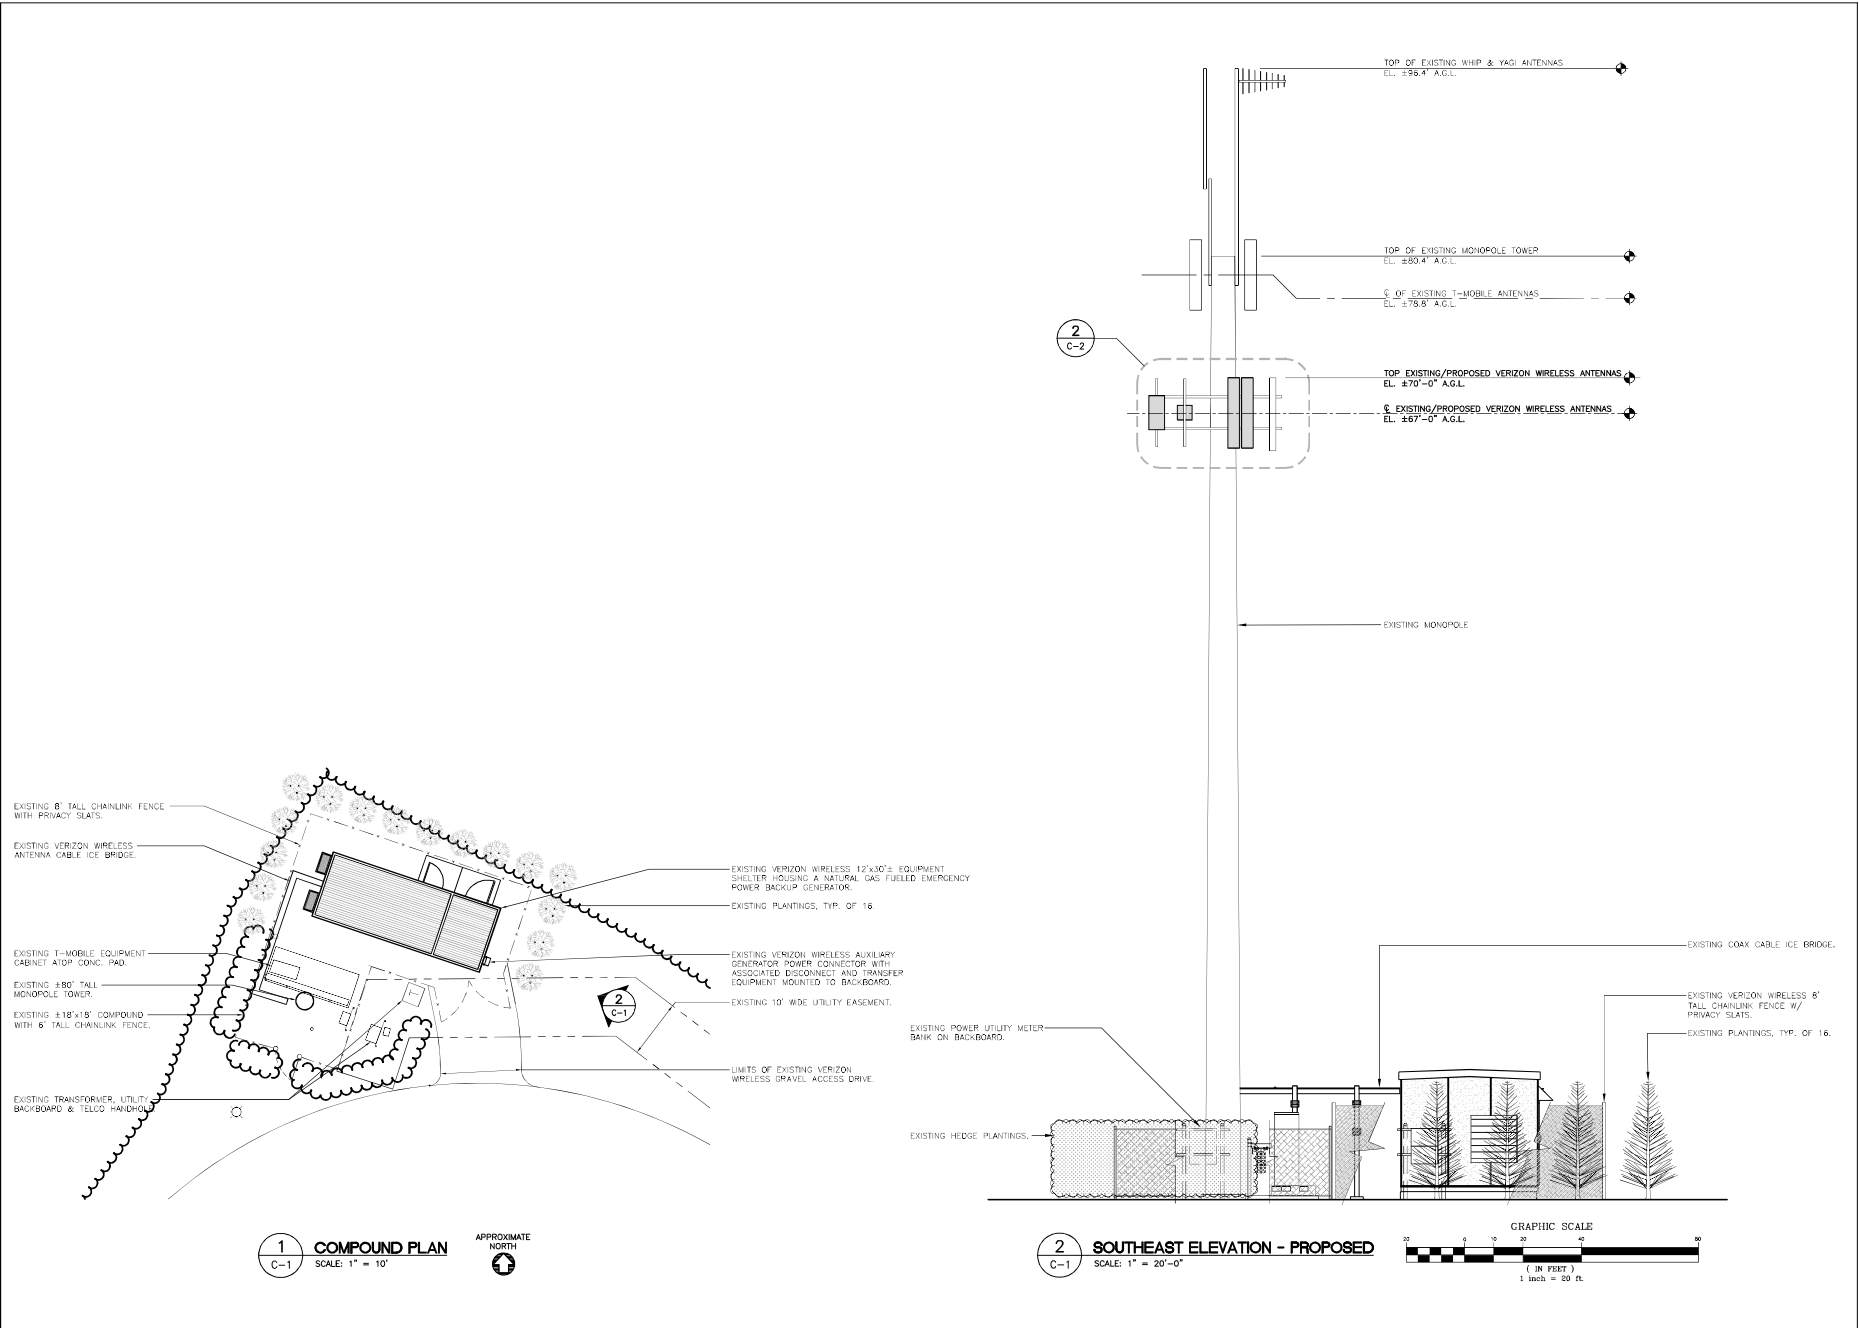 TOP OF EXISTING WHIP & YAGI ANTENNAS
EL. ±96.4' A.G.L.
TOP OF EXISTING MONOPOLE TOWER
EL. ±80.4' A.G.L.
℄ OF EXISTING T-MOBILE ANTENNAS
EL. ±78.8' A.G.L.
2
C-2
TOP EXISTING/PROPOSED VERIZON WIRELESS ANTENNAS
EL. ±70'-0" A.G.L.
℄ EXISTING/PROPOSED VERIZON WIRELESS ANTENNAS
EL. ±67'-0" A.G.L.
EXISTING MONOPOLE
EXISTING 8' TALL CHAINLINK FENCE
WITH PRIVACY SLATS.
EXISTING VERIZON WIRELESS
ANTENNA CABLE ICE BRIDGE.
EXISTING T-MOBILE EQUIPMENT
CABINET ATOP CONC. PAD.
EXISTING ±80' TALL
MONOPOLE TOWER.
EXISTING ±18'x18' COMPOUND
WITH 6' TALL CHAINLINK FENCE.
EXISTING TRANSFORMER, UTILITY
BACKBOARD & TELCO HANDHOLE
EXISTING VERIZON WIRELESS 12'x30'± EQUIPMENT
SHELTER HOUSING A NATURAL GAS FUELED EMERGENCY
POWER BACKUP GENERATOR.
EXISTING PLANTINGS, TYP. OF 16.
EXISTING VERIZON WIRELESS AUXILIARY
GENERATOR POWER CONNECTOR WITH
ASSOCIATED DISCONNECT AND TRANSFER
EQUIPMENT MOUNTED TO BACKBOARD.
EXISTING 10' WIDE UTILITY EASEMENT.
2
C-1
LIMITS OF EXISTING VERIZON
WIRELESS GRAVEL ACCESS DRIVE.
T
EXISTING POWER UTILITY METER
BANK ON BACKBOARD.
EXISTING HEDGE PLANTINGS.
EXISTING COAX CABLE ICE BRIDGE.
EXISTING VERIZON WIRELESS 8'
TALL CHAINLINK FENCE W/
PRIVACY SLATS.
EXISTING PLANTINGS, TYP. OF 16.
1
C-1
COMPOUND PLAN
SCALE: 1" = 10'
APPROXIMATE
NORTH
2
C-1
SOUTHEAST ELEVATION - PROPOSED
SCALE: 1" = 20'-0"
GRAPHIC SCALE
20 0 10 20 40 80
( IN FEET )
1 inch = 20 ft.